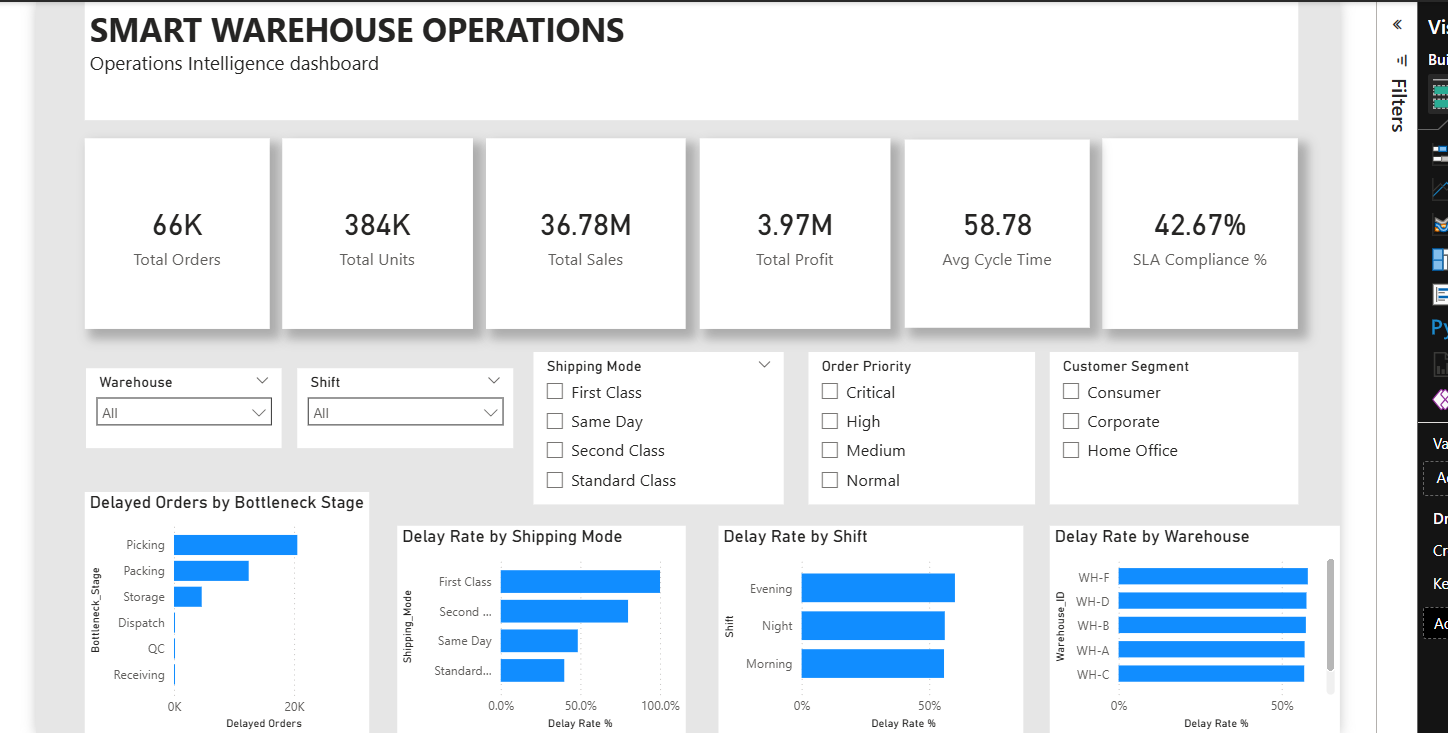 SMART WAREHOUSE OPERATIONS
Operations Intelligence dashboard
66K
Total Orders
384K
Total Units
36.78M
Total Sales
3.97M
Total Profit
58.78
Avg Cycle Time
42.67%
SLA Compliance %
Warehouse
All
Shift
All
Shipping Mode
First Class
Same Day
Second Class
Standard Class
Order Priority
Critical
High
Medium
Normal
Customer Segment
Consumer
Corporate
Home Office
Delayed Orders by Bottleneck Stage
Bottleneck_Stage
Picking
Packing
Storage
Dispatch
QC
Receiving
0K 20K
Delayed Orders
Delay Rate by Shipping Mode
Shipping_Mode
First Class
Second ...
Same Day
Standard...
0.0% 50.0% 100.0%
Delay Rate %
Delay Rate by Shift
Shift
Evening
Night
Morning
0% 50%
Delay Rate %
Delay Rate by Warehouse
Warehouse_ID
WH-F
WH-D
WH-B
WH-A
WH-C
0% 50%
Delay Rate %
Filters